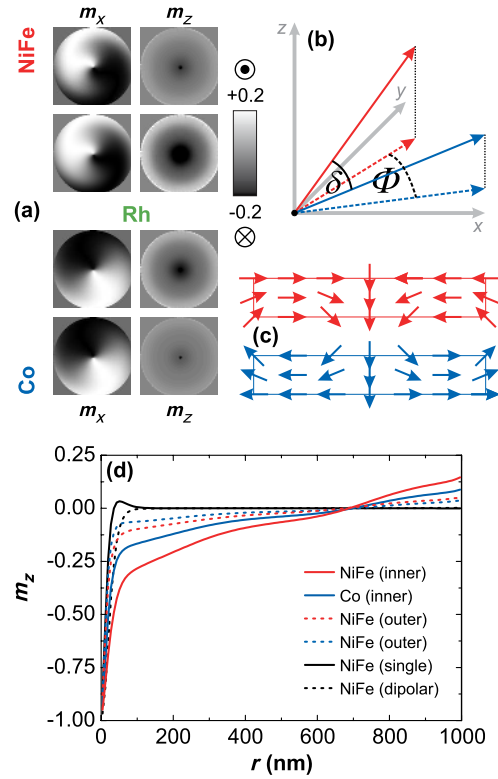 m_x m_z
NiFe
+0.2
-0.2
(a)
Rh
Co
m_x m_z
(b)
z
y
x
δ
Φ
(c)
(d)
0.25
0.00
-0.25
-0.50
-0.75
-1.00
m_z
NiFe (inner)
Co (inner)
NiFe (outer)
NiFe (outer)
NiFe (single)
NiFe (dipolar)
0 200 400 600 800 1000
r (nm)